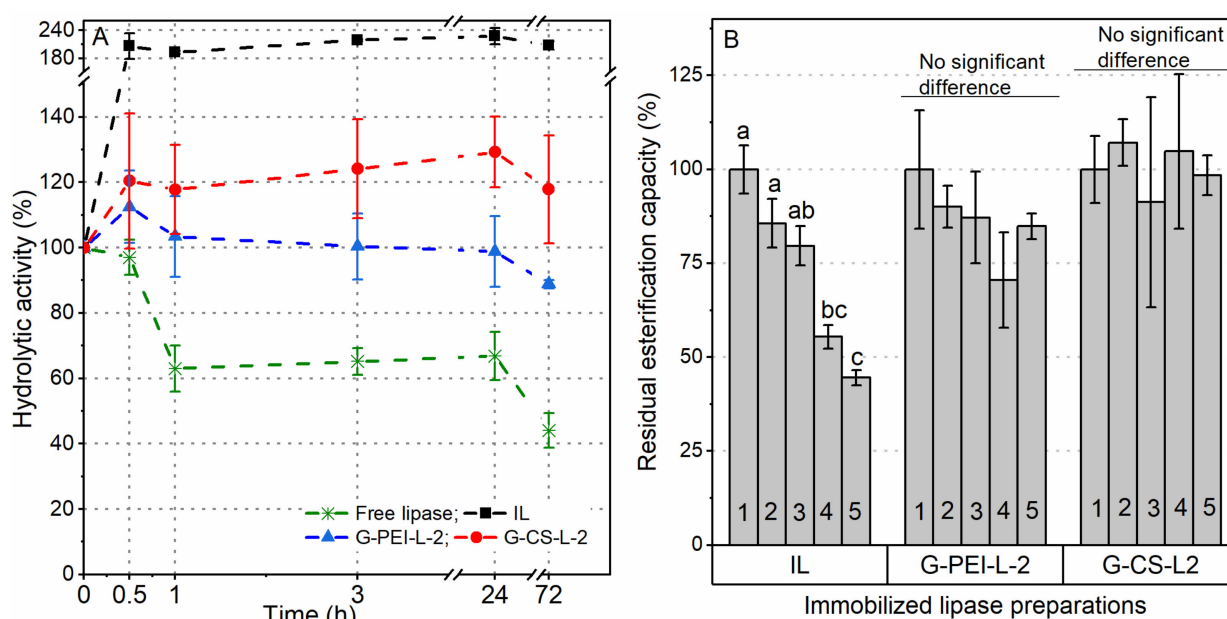 A
Hydrolytic activity (%)
240
180
140
120
100
80
60
40
20
0
Free lipase; IL
G-PEI-L-2; G-CS-L-2
0 0.5 1 3 24 72
Time (h)
B
Residual esterification capacity (%)
125
100
75
50
25
0
No significant
difference
No significant
difference
a
a
ab
bc
c
1 2 3 4 5
1 2 3 4 5
1 2 3 4 5
IL G-PEI-L-2 G-CS-L2
Immobilized lipase preparations